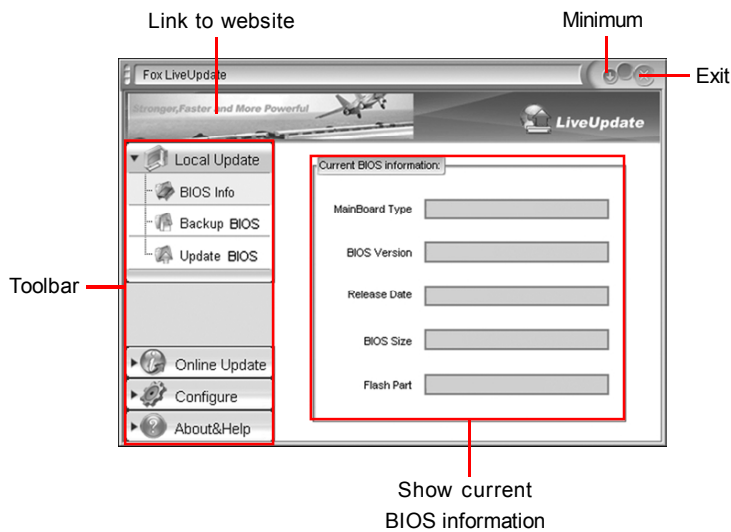 Link to website
Minimum
Fox LiveUpdate
Exit
Stronger,Faster and More Powerful
LiveUpdate
Local Update
BIOS Info
Backup BIOS
Update BIOS
Toolbar
Online Update
Configure
About&Help
Current BIOS information:
MainBoard Type
BIOS Version
Release Date
BIOS Size
Flash Part
Show current
BIOS information